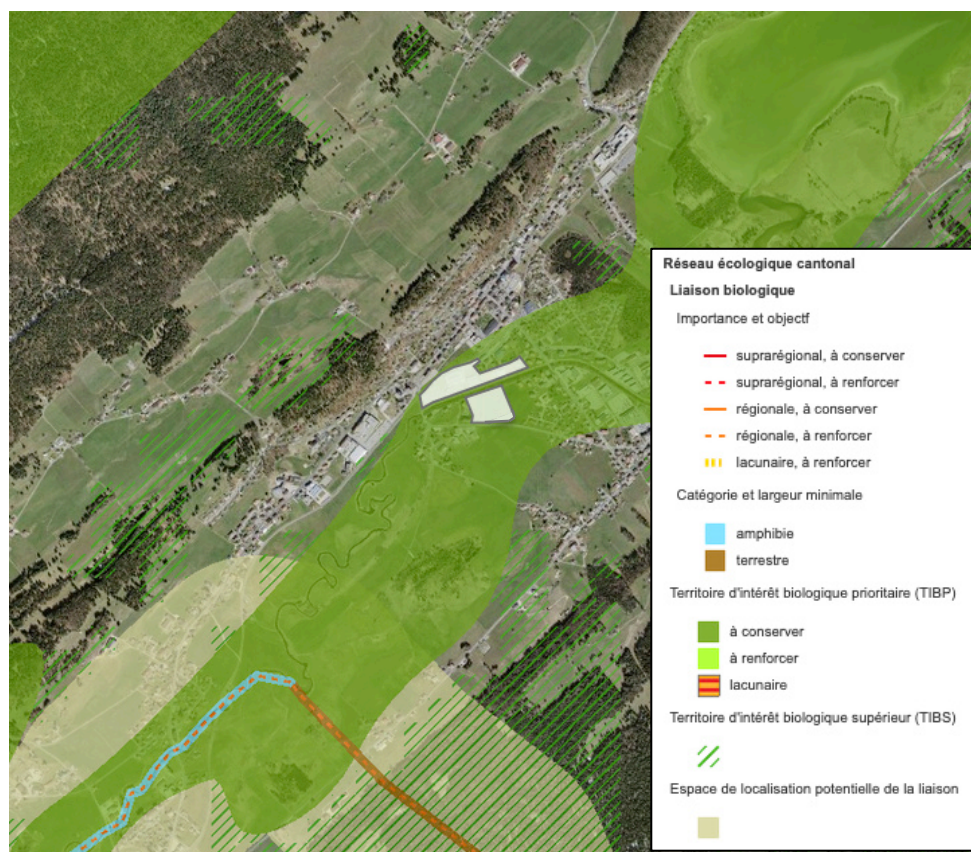 Réseau écologique cantonal
Liaison biologique
Importance et objectf
suprarégional, à conserver
suprarégional, à renforcer
régionale, à conserver
régionale, à renforcer
lacunaire, à renforcer
Catégorie et largeur minimale
amphibie
terrestre
Territoire d'intérêt biologique prioritaire (TIBP)
à conserver
à renforcer
lacunaire
Territoire d'intérêt biologique supérieur (TIBS)
Espace de localisation potentielle de la liaison